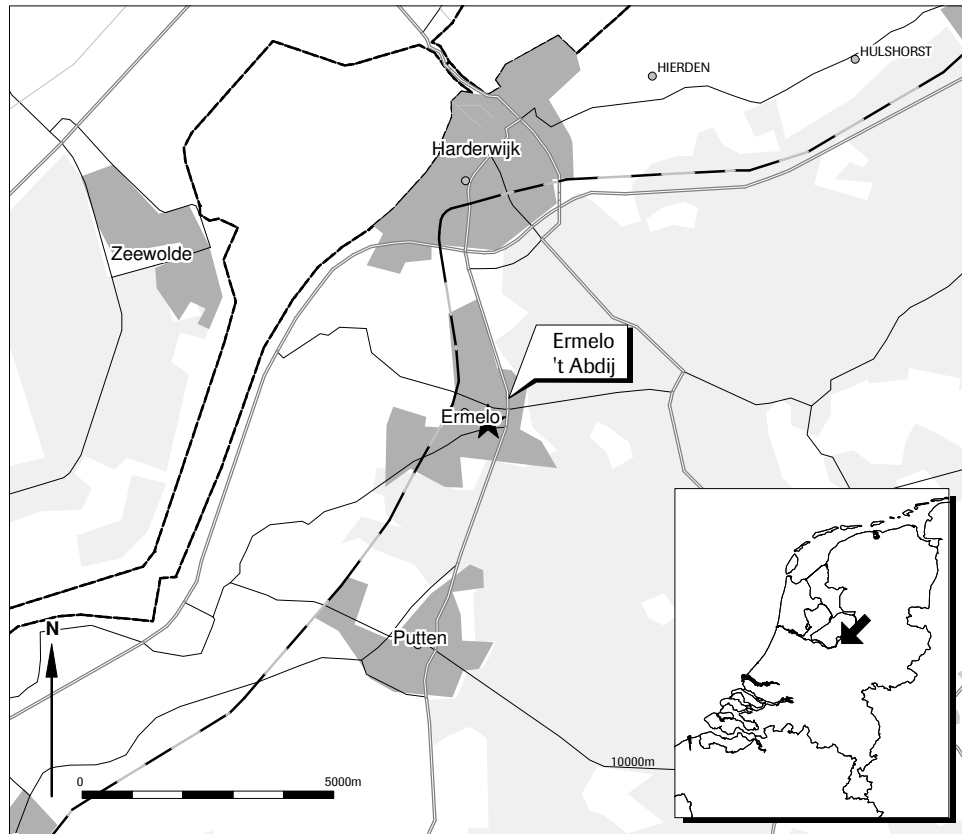 HULSHORST
HIERDEN
Harderwijk
Zeewolde
Ermelo
't Abdij
Ermelo
N
Putten
10000m
0
5000m